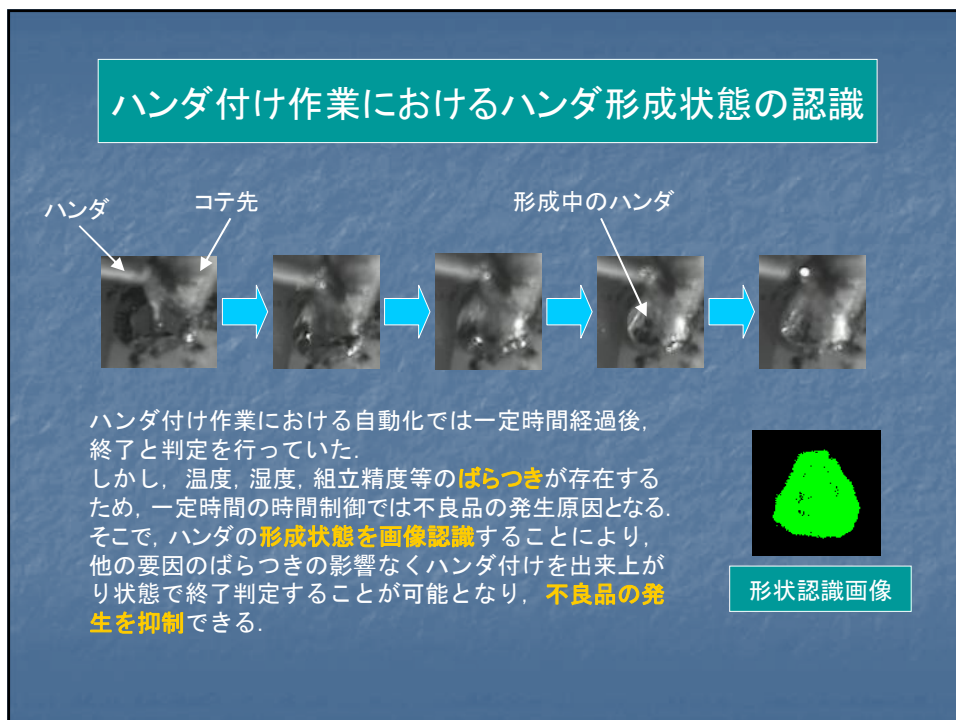 ハンダ付け作業におけるハンダ形成状態の認識
ハンダ
コテ先
形成中のハンダ
ハンダ付け作業における自動化では一定時間経過後,
終了と判定を行っていた.
しかし, 温度, 湿度, 組立精度等のばらつきが存在する
ため, 一定時間の時間制御では不良品の発生原因となる.
そこで, ハンダの形成状態を画像認識することにより,
他の要因のばらつきの影響なくハンダ付けを出来上が
り状態で終了判定することが可能となり, 不良品の発
生を抑制できる.
形状認識画像